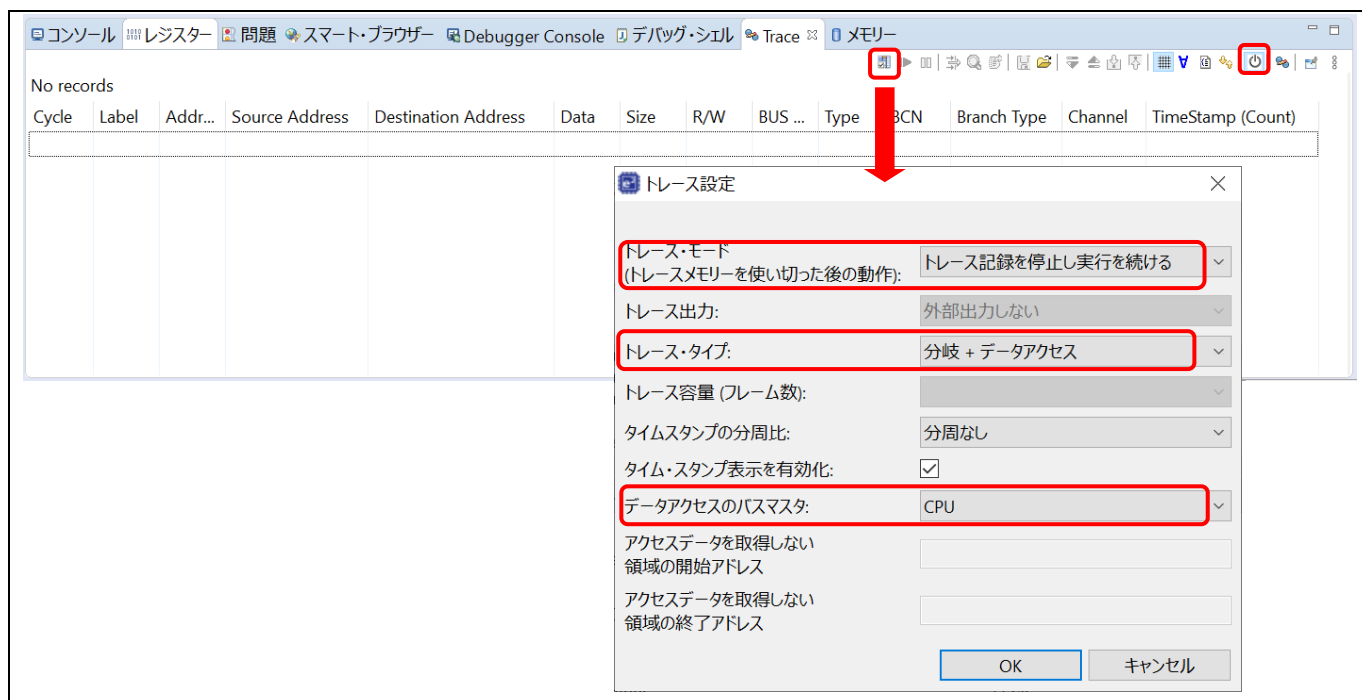 コンソール レジスター 問題 スマート・ブラウザー Debugger Console デバッグ・シェル Trace メモリー
No records
Cycle Label Addr... Source Address Destination Address Data Size R/W BUS ... Type BCN Branch Type Channel TimeStamp (Count)
トレース設定
トレース・モード
(トレースメモリーを使い切った後の動作): トレース記録を停止し実行を続ける
トレース出力: 外部出力しない
トレース・タイプ: 分岐 + データアクセス
トレース容量 (フレーム数):
タイムスタンプの分周比: 分周なし
タイム・スタンプ表示を有効化:
データアクセスのバスマスタ: CPU
アクセスデータを取得しない
領域の開始アドレス
アクセスデータを取得しない
領域の終了アドレス
OK キャンセル